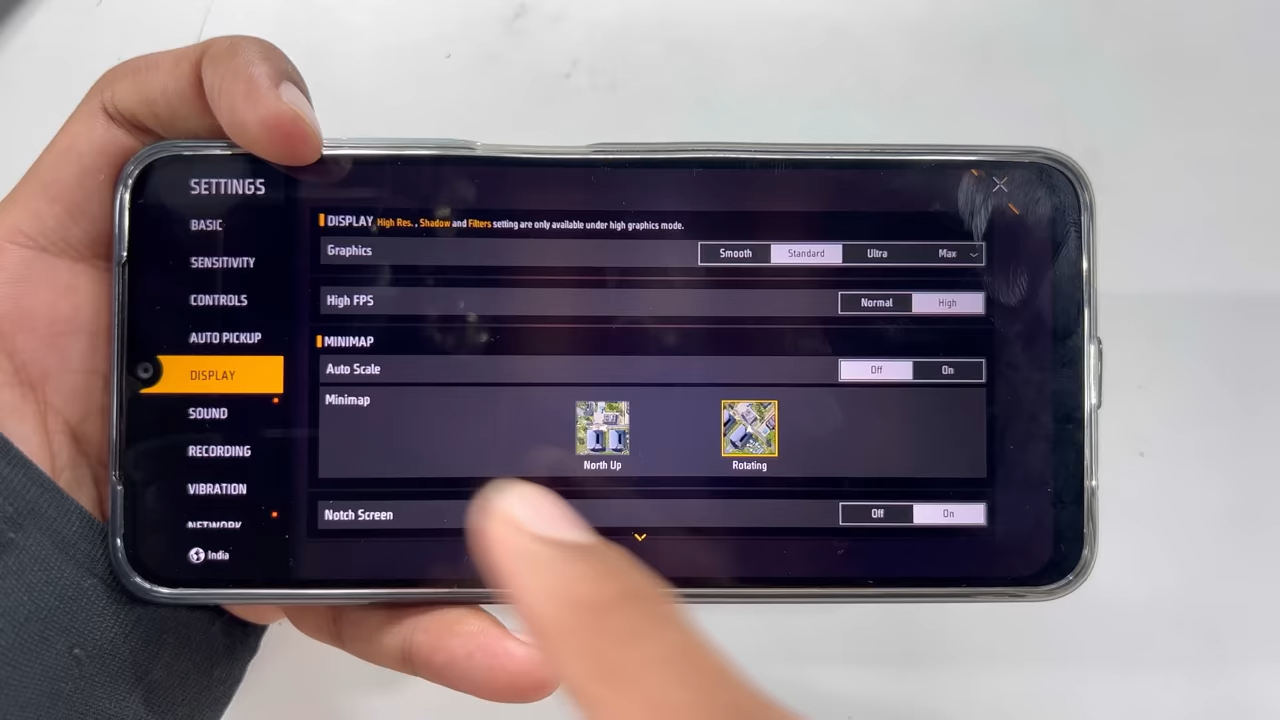 SETTINGS
BASIC
SENSITIVITY
CONTROLS
AUTO PICKUP
DISPLAY
SOUND
RECORDING
VIBRATION
NETWORK
India
DISPLAY High Res. , Shadow and Filters setting are only available under high graphics mode.
Graphics Smooth Standard Ultra Max
High FPS Normal High
MINIMAP
Auto Scale Off On
Minimap
North Up Rotating
Notch Screen Off On